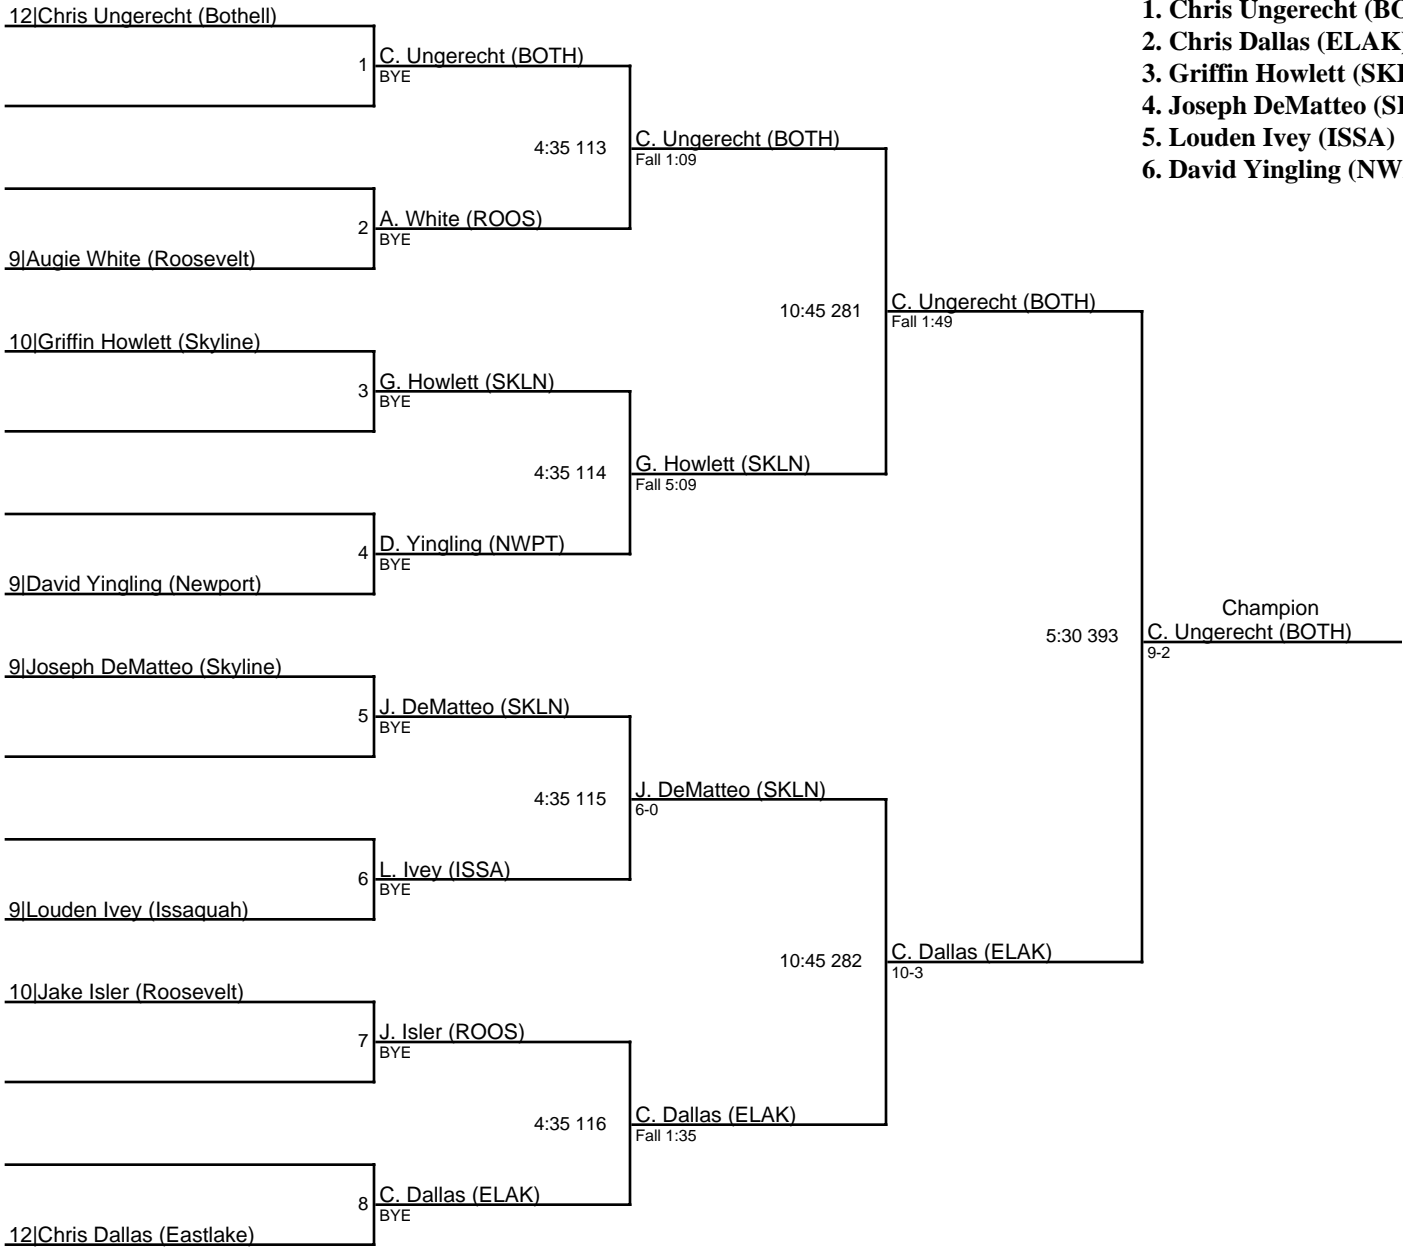 12|Chris Ungerecht (Bothell)
1
C. Ungerecht (BOTH)
BYE
4:35 113
C. Ungerecht (BOTH)
Fall 1:09
2
A. White (ROOS)
BYE
9|Augie White (Roosevelt)
10:45 281
C. Ungerecht (BOTH)
Fall 1:49
10|Griffin Howlett (Skyline)
3
G. Howlett (SKLN)
BYE
4:35 114
G. Howlett (SKLN)
Fall 5:09
4
D. Yingling (NWPT)
BYE
9|David Yingling (Newport)
5:30 393
Champion
C. Ungerecht (BOTH)
9-2
9|Joseph DeMatteo (Skyline)
5
J. DeMatteo (SKLN)
BYE
4:35 115
J. DeMatteo (SKLN)
6-0
6
L. Ivey (ISSA)
BYE
9|Louden Ivey (Issaquah)
10:45 282
C. Dallas (ELAK)
10-3
10|Jake Isler (Roosevelt)
7
J. Isler (ROOS)
BYE
4:35 116
C. Dallas (ELAK)
Fall 1:35
8
C. Dallas (ELAK)
BYE
12|Chris Dallas (Eastlake)
1. Chris Ungerecht (BO
2. Chris Dallas (ELAK)
3. Griffin Howlett (SK
4. Joseph DeMatteo (S
5. Louden Ivey (ISSA)
6. David Yingling (NW